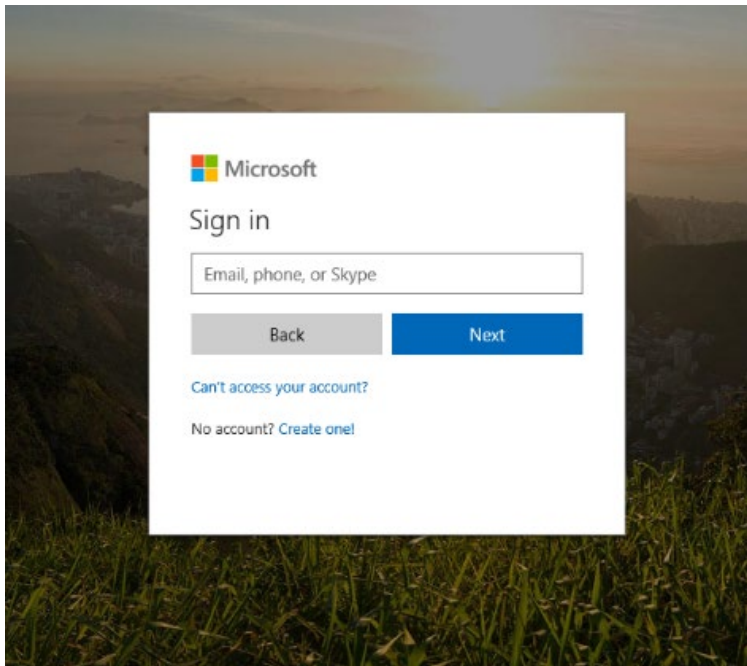 Microsoft
Sign in
Email, phone, or Skype
Back
Next
Can't access your account?
No account? Create one!